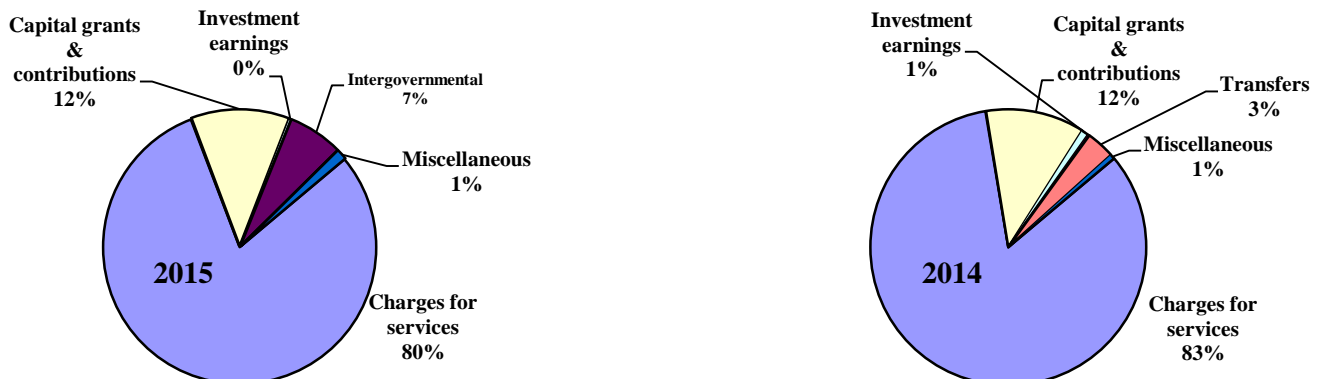 Capital grants
&
contributions
12%
Investment
earnings
0%
Intergovernmental
7%
Miscellaneous
1%
2015
Charges for
services
80%
Investment
earnings
1%
Capital grants
&
contributions
12%
Transfers
3%
Miscellaneous
1%
2014
Charges for
services
83%